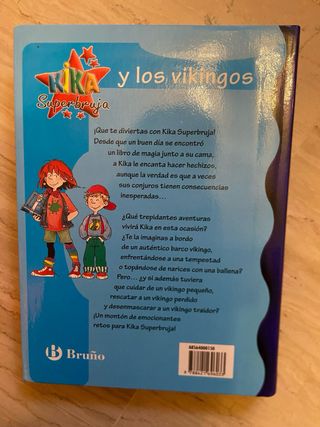 KiKA
Superbruja
y los vikingos
¡Que te diviertas con Kika Superbruja!
Desde que un buen día se encontró
un libro de magia junto a su cama,
a Kika le encanta hacer hechizos,
aunque la verdad es que a veces
sus conjuros tienen consecuencias
inesperadas...
¿Qué trepidantes aventuras
vivirá Kika en esta ocasión?
¿Te la imaginas a bordo
de un auténtico barco vikingo,
enfrentándose a una tempestad
o topándose de narices con una ballena?
Pero... ¿y si además tuviera
que cuidar de un vikingo pequeño,
rescatar a un vikingo perdido
y desenmascarar a un vikingo traidor?
¡Un montón de emocionantes
retos para Kika Superbruja!
B Bruño